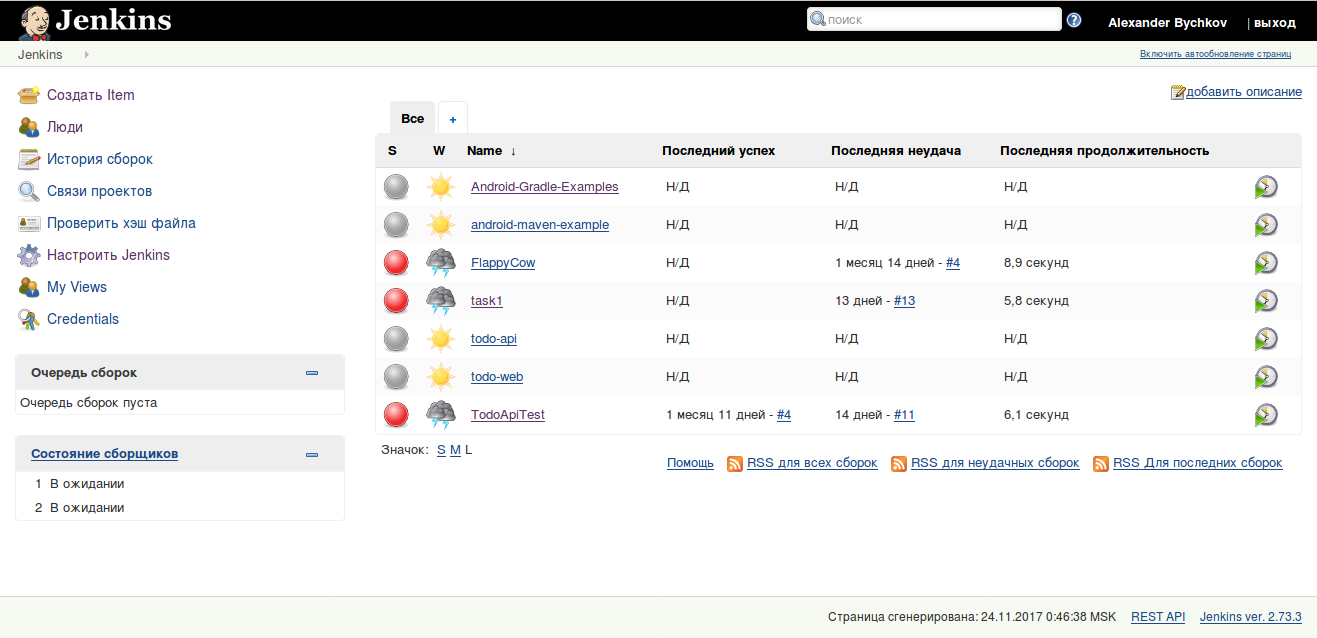 Jenkins
поиск
Alexander Bychkov | выход
Jenkins
Включить автообновление страниц
Создать Item
Люди
История сборок
Связи проектов
Проверить хэш файла
Настроить Jenkins
My Views
Credentials
Очередь сборок
Очередь сборок пуста
Состояние сборщиков
1 В ожидании
2 В ожидании
добавить описание
Все +
S W Name ↓ Последний успех Последняя неудача Последняя продолжительность
Android-Gradle-Examples Н/Д Н/Д Н/Д
android-maven-example Н/Д Н/Д Н/Д
FlappyCow Н/Д 1 месяц 14 дней - #4 8,9 секунд
task1 Н/Д 13 дней - #13 5,8 секунд
todo-api Н/Д Н/Д Н/Д
todo-web Н/Д Н/Д Н/Д
TodoApiTest 1 месяц 11 дней - #4 14 дней - #11 6,1 секунд
Значок: S M L
Помощь RSS для всех сборок RSS для неудачных сборок RSS Для последних сборок
Страница сгенерирована: 24.11.2017 0:46:38 MSK REST API Jenkins ver. 2.73.3